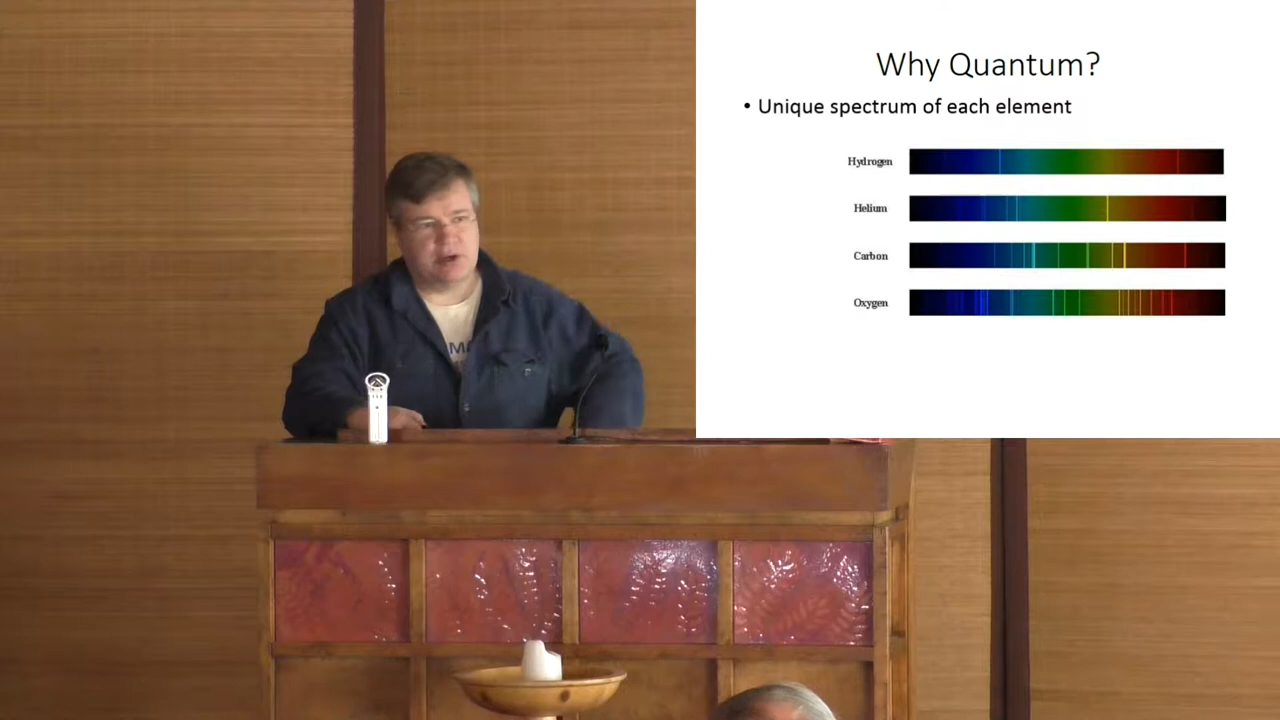 Why Quantum?
• Unique spectrum of each element
Hydrogen
Helium
Carbon
Oxygen